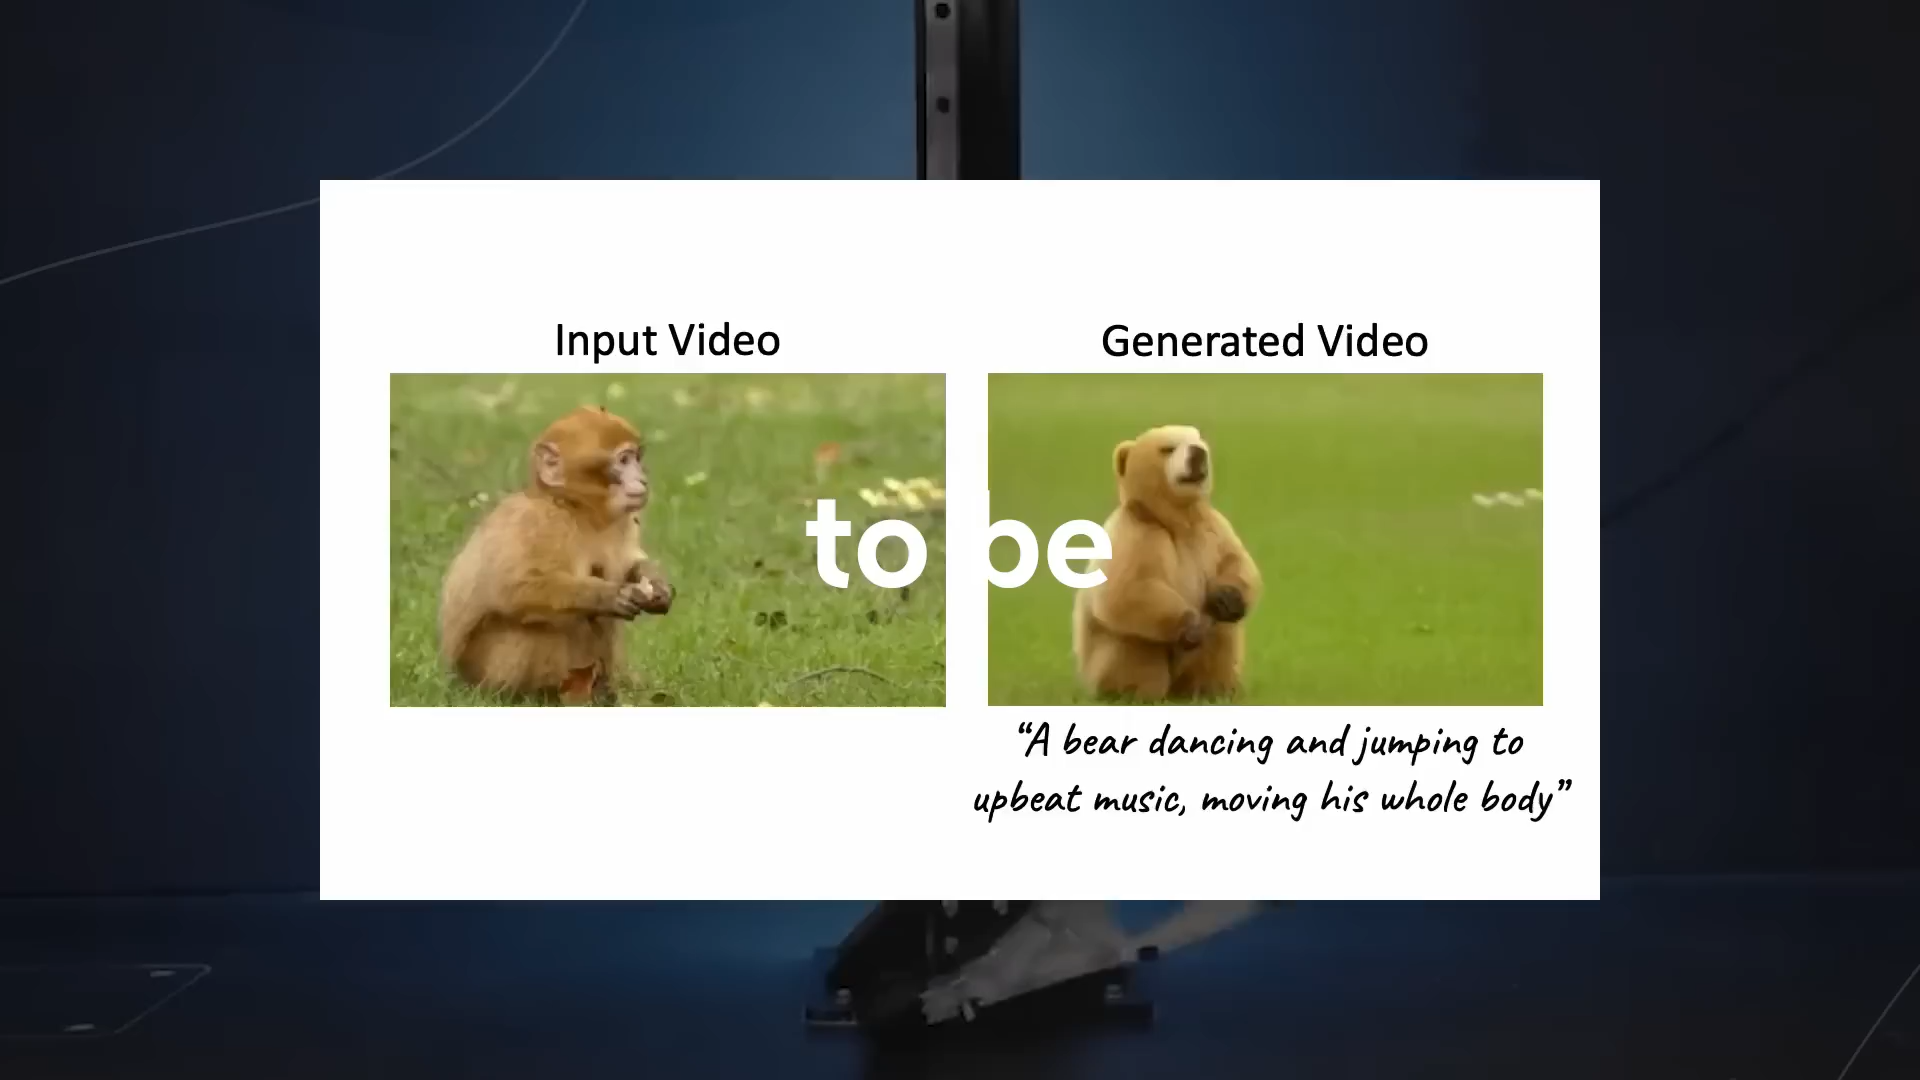 Input Video
Generated Video
to be
“A bear dancing and jumping to
upbeat music, moving his whole body”